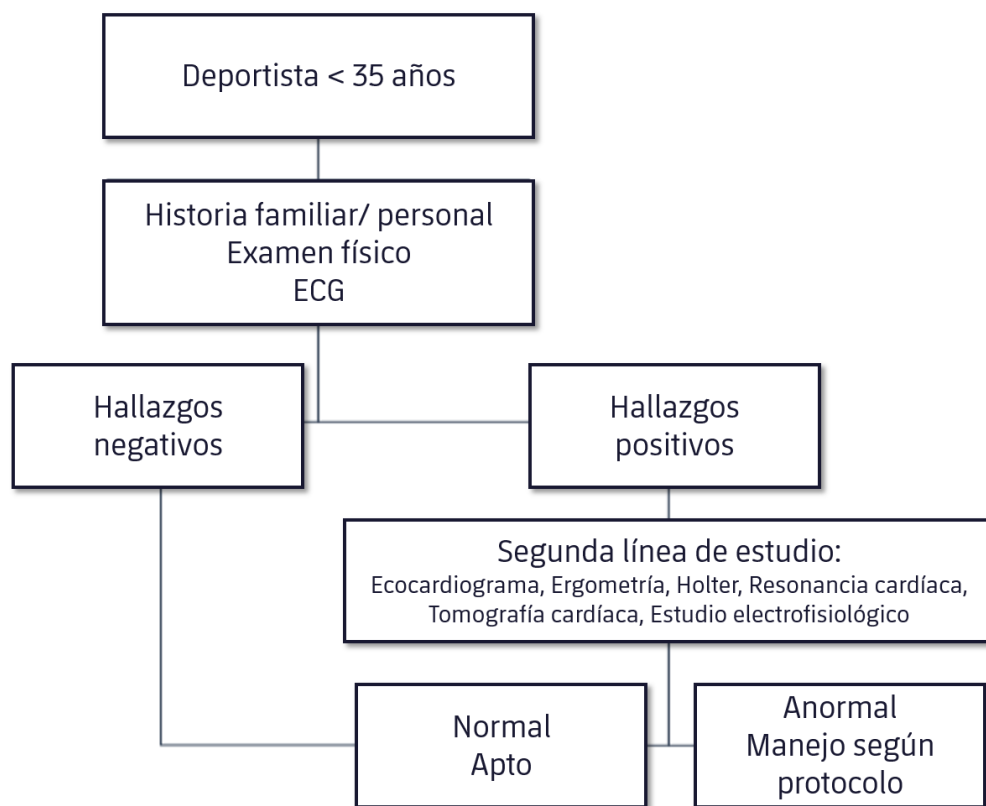 Deportista < 35 años
Historia familiar/ personal
Examen físico
ECG
Hallazgos
negativos
Hallazgos
positivos
Segunda línea de estudio:
Ecocardiograma, Ergometría, Holter, Resonancia cardíaca,
Tomografía cardíaca, Estudio electrofisiológico
Normal
Apto
Anormal
Manejo según
protocolo